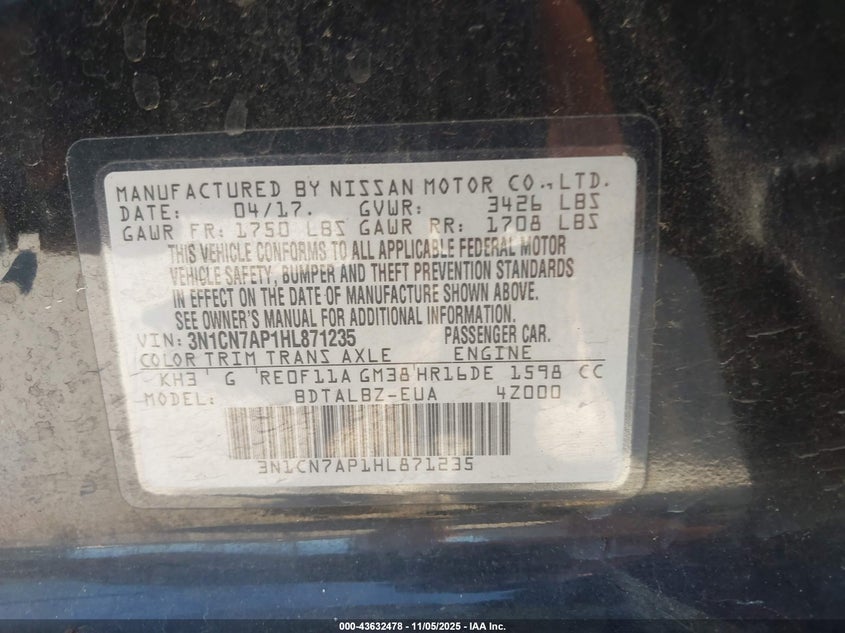 MANUFACTURED BY NISSAN MOTOR CO.,LTD.
DATE: 04/17. GVWR: 3426 LBS
GAWR FR: 1750 LBS GAWR RR: 1708 LBS
THIS VEHICLE CONFORMS TO ALL APPLICABLE FEDERAL MOTOR
VEHICLE SAFETY, BUMPER AND THEFT PREVENTION STANDARDS
IN EFFECT ON THE DATE OF MANUFACTURE SHOWN ABOVE.
SEE OWNER'S MANUAL FOR ADDITIONAL INFORMATION.
VIN: 3N1CN7AP1HL871235 PASSENGER CAR.
COLOR TRIM TRANS AXLE ENGINE
KH3 G RE0F11A GM38 HR16DE 1598 CC
MODEL: BDTALBZ-EUA 4Z000
3N1CN7AP1HL871235
000-43632478 - 11/05/2025 - IAA Inc.